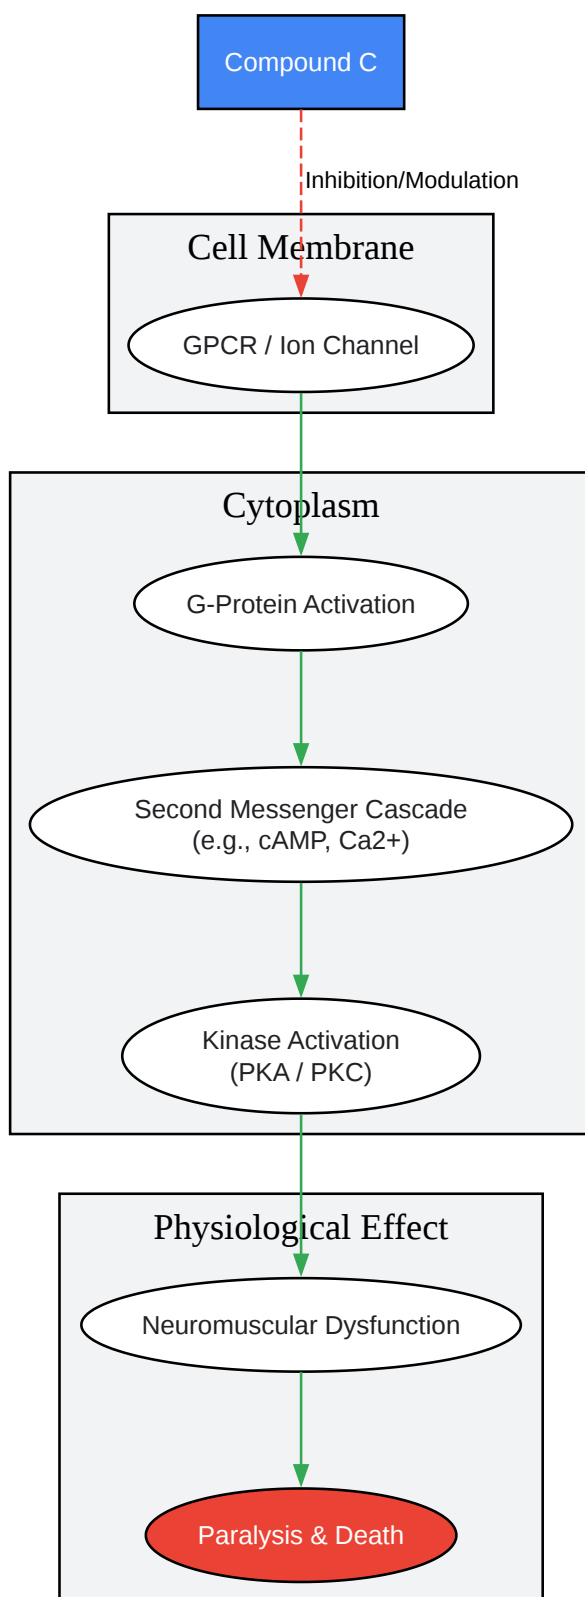 Compound C
Inhibition/Modulation
Cell Membrane
GPCR / Ion Channel
Cytoplasm
G-Protein Activation
Second Messenger Cascade
(e.g., cAMP, Ca2+)
Kinase Activation
(PKA / PKC)
Physiological Effect
Neuromuscular Dysfunction
Paralysis & Death